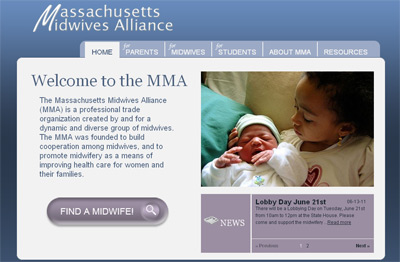 Massachusetts
Midwives Alliance
HOME
for PARENTS
for MIDWIVES
for STUDENTS
ABOUT MMA
RESOURCES
Welcome to the MMA
The Massachusetts Midwives Alliance
(MMA) is a professional trade
organization created by and for a
dynamic and diverse group of midwives.
The MMA was founded to build
cooperation among midwives, and to
promote midwifery as a means of
improving health care for women and
their families.
FIND A MIDWIFE!
NEWS
Lobby Day June 21st
06-13-11
There will be a Lobbying Day on Tuesday, June 21st
from 10am to 12pm at the State House. Please
come and support the midwifery... Read more
« Previous
1 2
Next »